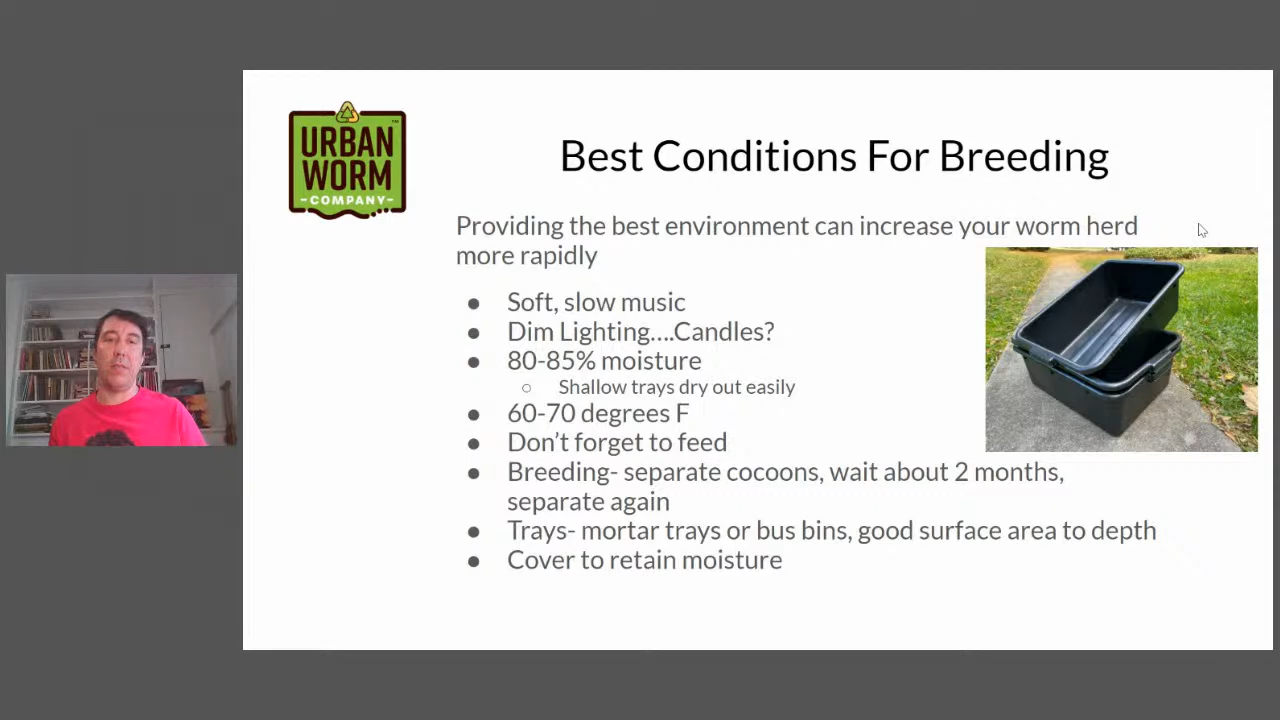 URBAN
WORM
-COMPANY-
TM
Best Conditions For Breeding
Providing the best environment can increase your worm herd
more rapidly
● Soft, slow music
● Dim Lighting....Candles?
● 80-85% moisture
○ Shallow trays dry out easily
● 60-70 degrees F
● Don't forget to feed
● Breeding- separate cocoons, wait about 2 months,
separate again
● Trays- mortar trays or bus bins, good surface area to depth
● Cover to retain moisture